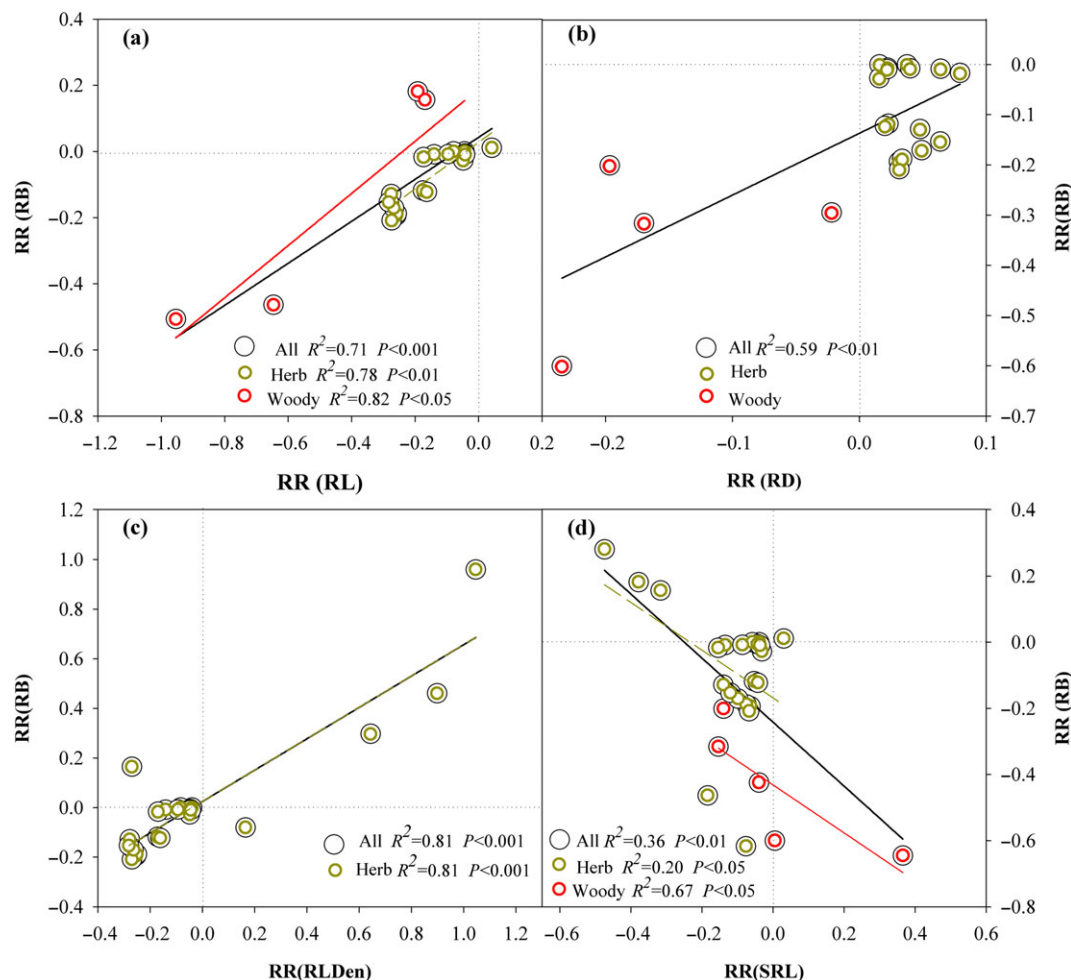 (a)
0.4
0.2
0.0
−0.2
−0.4
−0.6
−0.8
RR (RB)
All R²=0.71 P<0.001
Herb R²=0.78 P<0.01
Woody R²=0.82 P<0.05
−1.2 −1.0 −0.8 −0.6 −0.4 −0.2 0.0 0.2
RR (RL)
(b)
0.0
−0.1
−0.2
−0.3
−0.4
−0.5
−0.6
−0.7
RR(RB)
All R²=0.59 P<0.01
Herb
Woody
−0.2 −0.1 0.0 0.1
RR (RD)
(c)
1.2
1.0
0.8
0.6
0.4
0.2
0.0
−0.2
−0.4
RR(RB)
All R²=0.81 P<0.001
Herb R²=0.81 P<0.001
−0.4 −0.2 0.0 0.2 0.4 0.6 0.8 1.0 1.2
RR(RLDen)
(d)
0.4
0.2
0.0
−0.2
−0.4
−0.6
−0.8
RR (RB)
All R²=0.36 P<0.01
Herb R²=0.20 P<0.05
Woody R²=0.67 P<0.05
−0.6 −0.4 −0.2 0.0 0.2 0.4 0.6
RR(SRL)